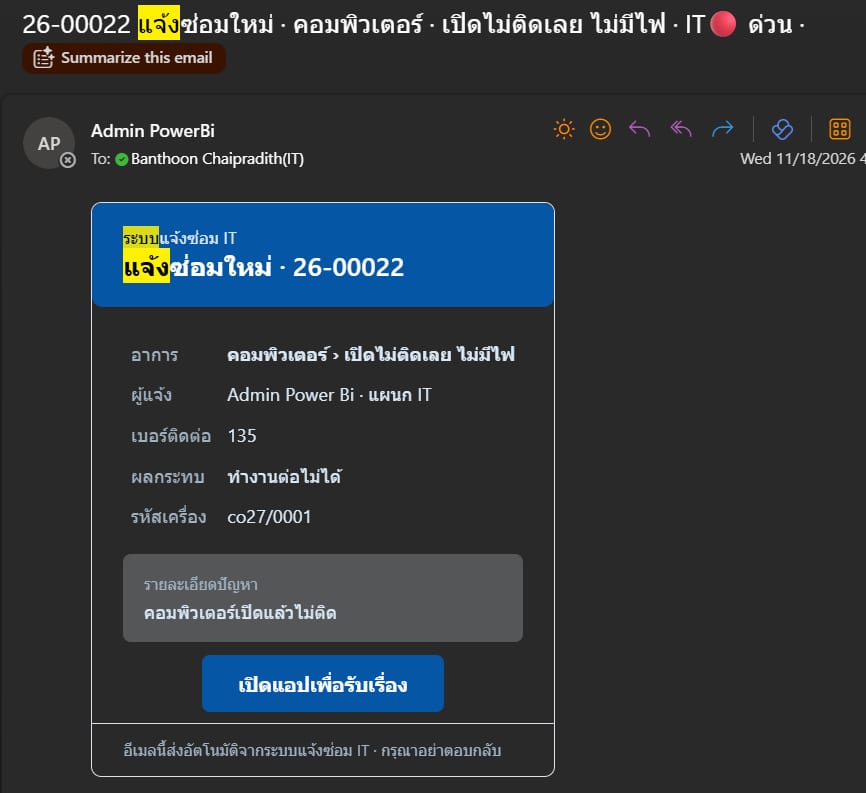 26-00022 แจ้งซ่อมใหม่ · คอมพิวเตอร์ · เปิดไม่ติดเลย ไม่มีไฟ · IT🔴 ด่วน ·
Summarize this email
AP
Admin PowerBi
To: Banthoon Chaipradith(IT)
Wed 11/18/2026 4
ระบบแจ้งซ่อม IT
แจ้งซ่อมใหม่ · 26-00022
อาการ คอมพิวเตอร์ › เปิดไม่ติดเลย ไม่มีไฟ
ผู้แจ้ง Admin Power Bi · แผนก IT
เบอร์ติดต่อ 135
ผลกระทบ ทำงานต่อไม่ได้
รหัสเครื่อง co27/0001
รายละเอียดปัญหา
คอมพิวเตอร์เปิดแล้วไม่ติด
เปิดแอปเพื่อรับเรื่อง
อีเมลนี้ส่งอัตโนมัติจากระบบแจ้งซ่อม IT · กรุณาอย่าตอบกลับ